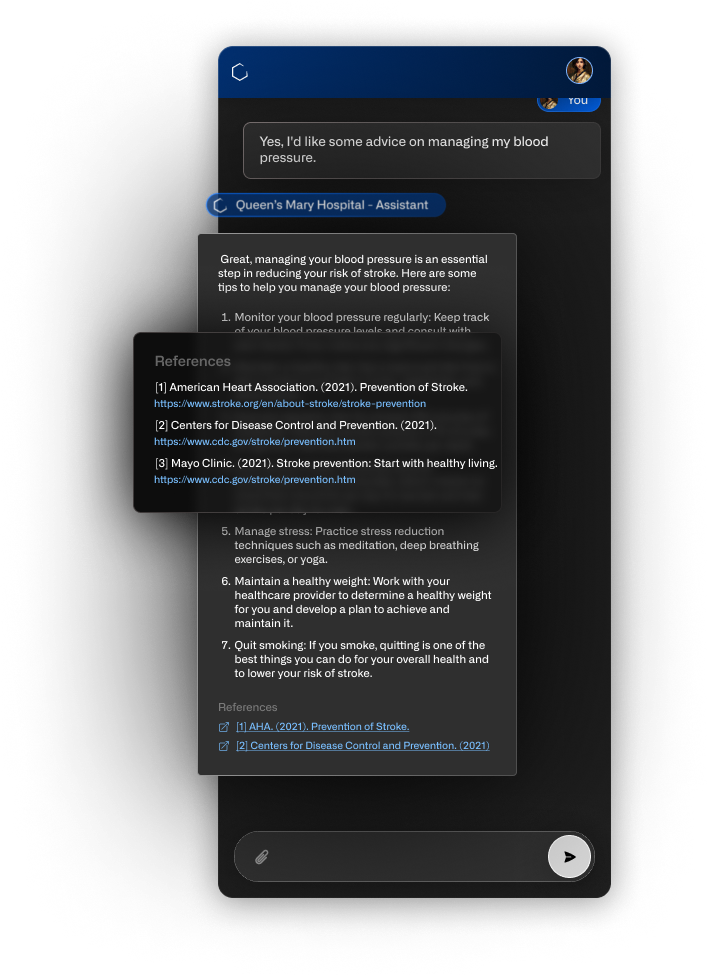 You
Yes, I'd like some advice on managing my blood
pressure.
Queen's Mary Hospital - Assistant
Great, managing your blood pressure is an essential
step in reducing your risk of stroke. Here are some
tips to help you manage your blood pressure:
1. Monitor your blood pressure regularly: Keep track
of your blood pressure levels and consult with
References
[1] American Heart Association. (2021). Prevention of Stroke.
https://www.stroke.org/en/about-stroke/stroke-prevention
[2] Centers for Disease Control and Prevention. (2021).
https://www.cdc.gov/stroke/prevention.htm
[3] Mayo Clinic. (2021). Stroke prevention: Start with healthy living.
https://www.cdc.gov/stroke/prevention.htm
5. Manage stress: Practice stress reduction
techniques such as meditation, deep breathing
exercises, or yoga.
6. Maintain a healthy weight: Work with your
healthcare provider to determine a healthy weight
for you and develop a plan to achieve and
maintain it.
7. Quit smoking: If you smoke, quitting is one of the
best things you can do for your overall health and
to lower your risk of stroke.
References
[1] AHA. (2021). Prevention of Stroke.
[2] Centers for Disease Control and Prevention. (2021)